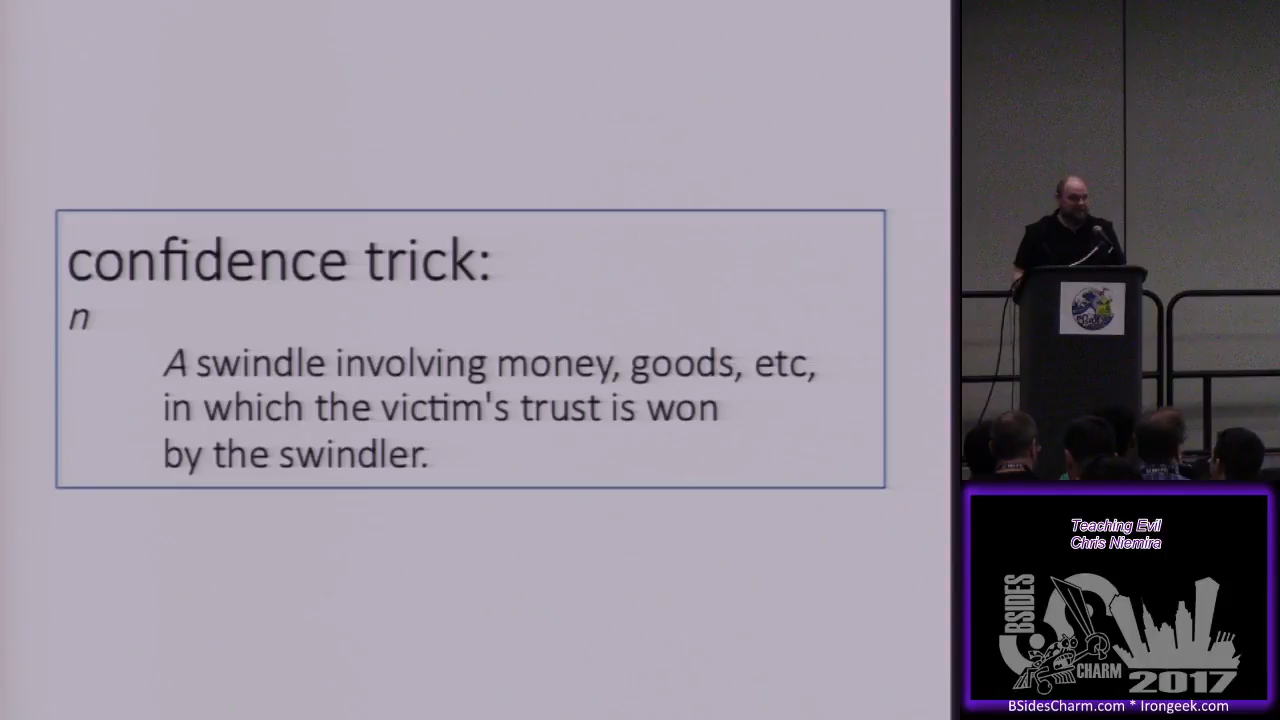 confidence trick:
n
A swindle involving money, goods, etc,
in which the victim's trust is won
by the swindler.
Teaching Evil
Chris Niemira
BSIDES
CHARM
2017
BSidesCharm.com * Irongeek.com